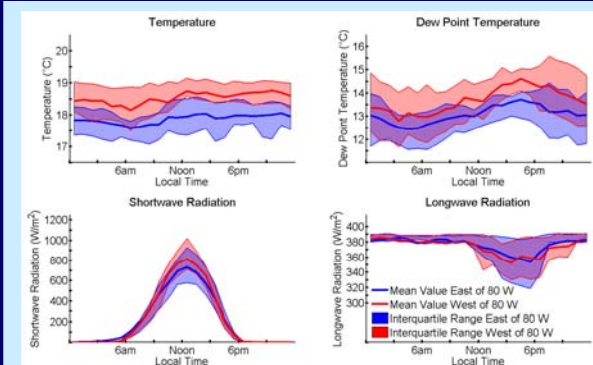 Temperature
Temperature (°C)
20
19
18
17
6am Noon 6pm
Local Time
Dew Point Temperature
Dew Point Temperature (°C)
16
15
14
13
12
6am Noon 6pm
Local Time
Shortwave Radiation
Shortwave Radiation (W/m²)
1200
1000
800
600
400
200
6am Noon 6pm
Local Time
Longwave Radiation
Longwave Radiation (W/m²)
400
380
360
340
320
300
Mean Value East of 80 W
Mean Value West of 80 W
Interquartile Range East of 80 W
Interquartile Range West of 80 W
6am Noon 6pm
Local Time